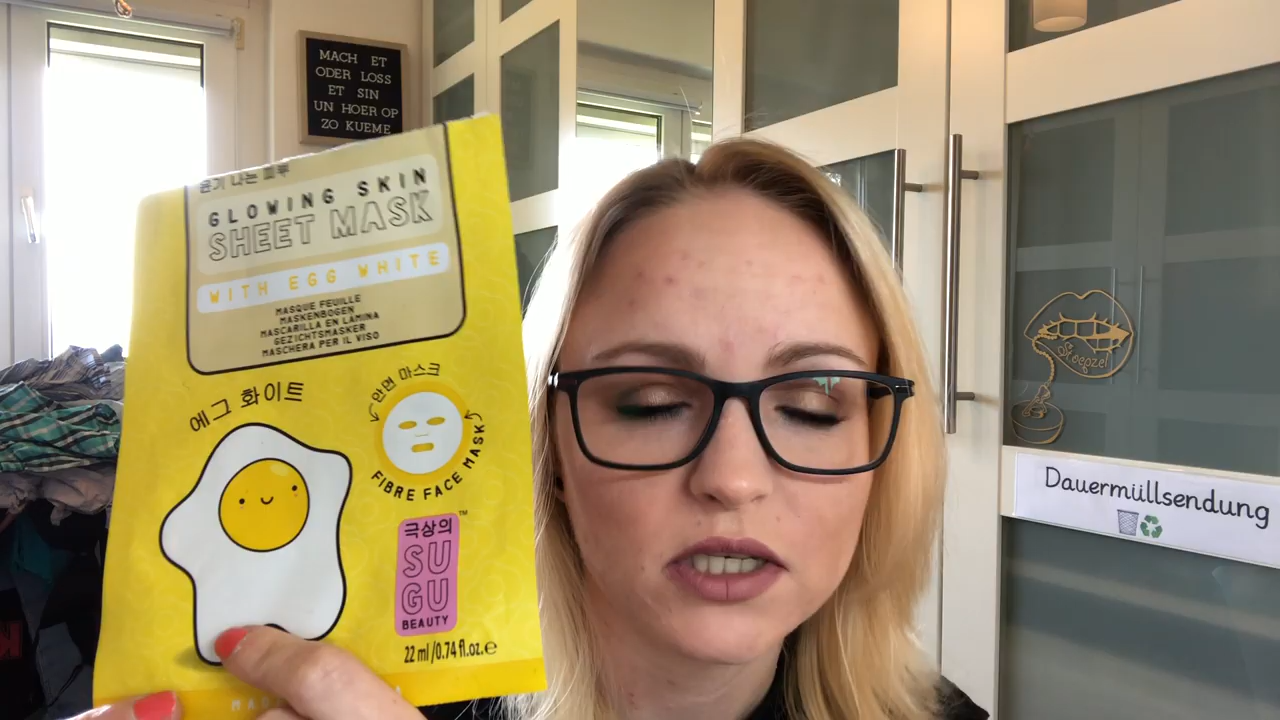 MACH ET
ODER LOSS
ET SIN
UN HOER OP
ZO KUEME
나는 피부
GLOWING SKIN
SHEET MASK
WITH EGG WHITE
MASQUE FEUILLE
MASKENBOGEN
MASCARILLA EN LÁMINA
GEZICHTSMASKER
MASCHERA PER IL VISO
에그 화이트
안면 마스크
FIBRE FACE MASK
극상의
SU
GU
BEAUTY
TM
22 ml/0.74 fl.oz.e
Stoepzel
Dauermüllsendung